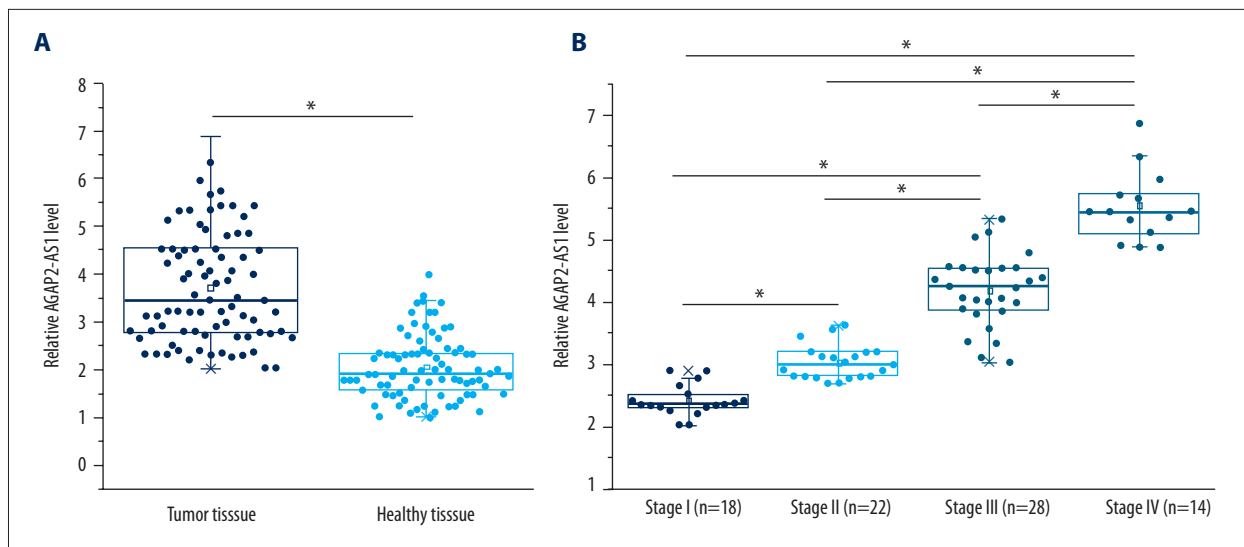 A
Relative AGAP2-AS1 level
8
7
6
5
4
3
2
1
0
*
Tumor tisssue
Healthy tisssue
B
Relative AGAP2-AS1 level
7
6
5
4
3
2
1
*
*
*
*
*
*
Stage I (n=18)
Stage II (n=22)
Stage III (n=28)
Stage IV (n=14)